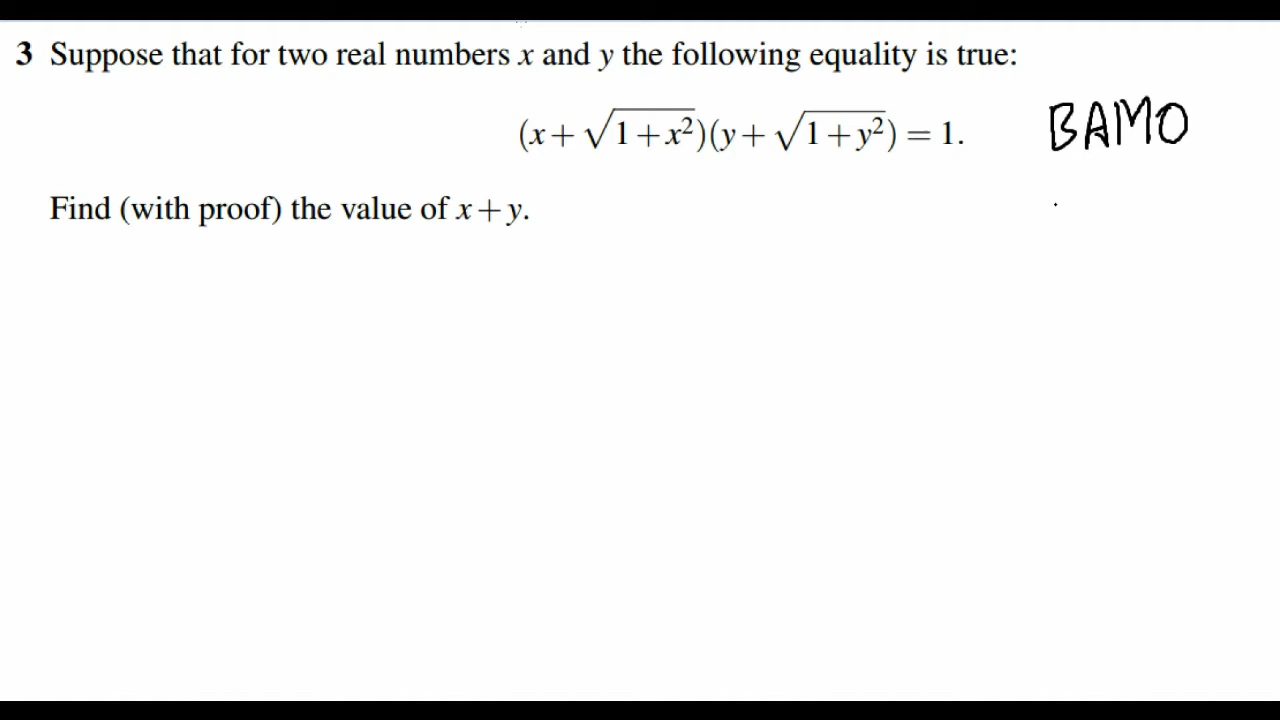 3 Suppose that for two real numbers x and y the following equality is true:
(x+√(1+x²))(y+√(1+y²)) = 1. BAMO
Find (with proof) the value of x+y.